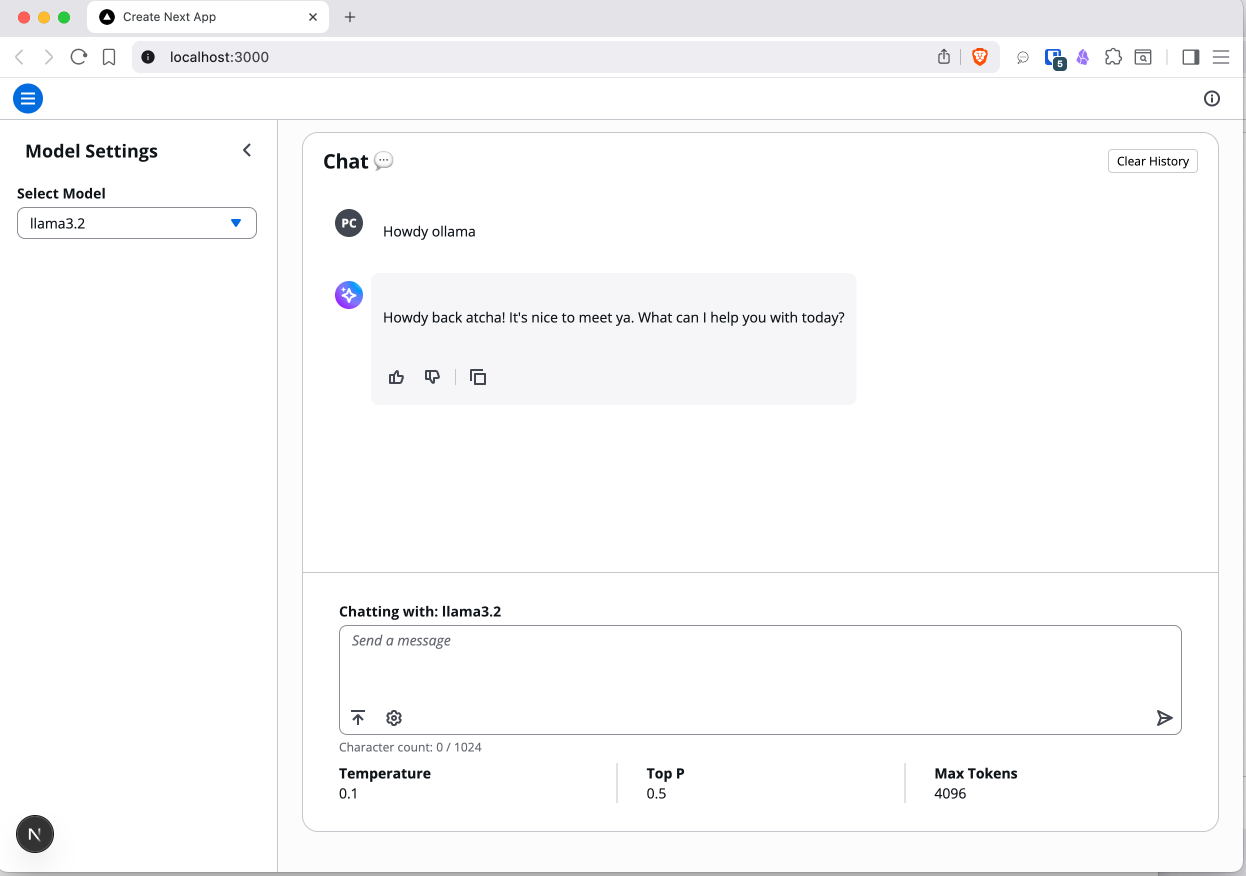 Create Next App
localhost:3000
5
Model Settings
Select Model
llama3.2
Chat
Clear History
PC
Howdy ollama
Howdy back atcha! It's nice to meet ya. What can I help you with today?
Chatting with: llama3.2
Send a message
Character count: 0 / 1024
Temperature
0.1
Top P
0.5
Max Tokens
4096
N